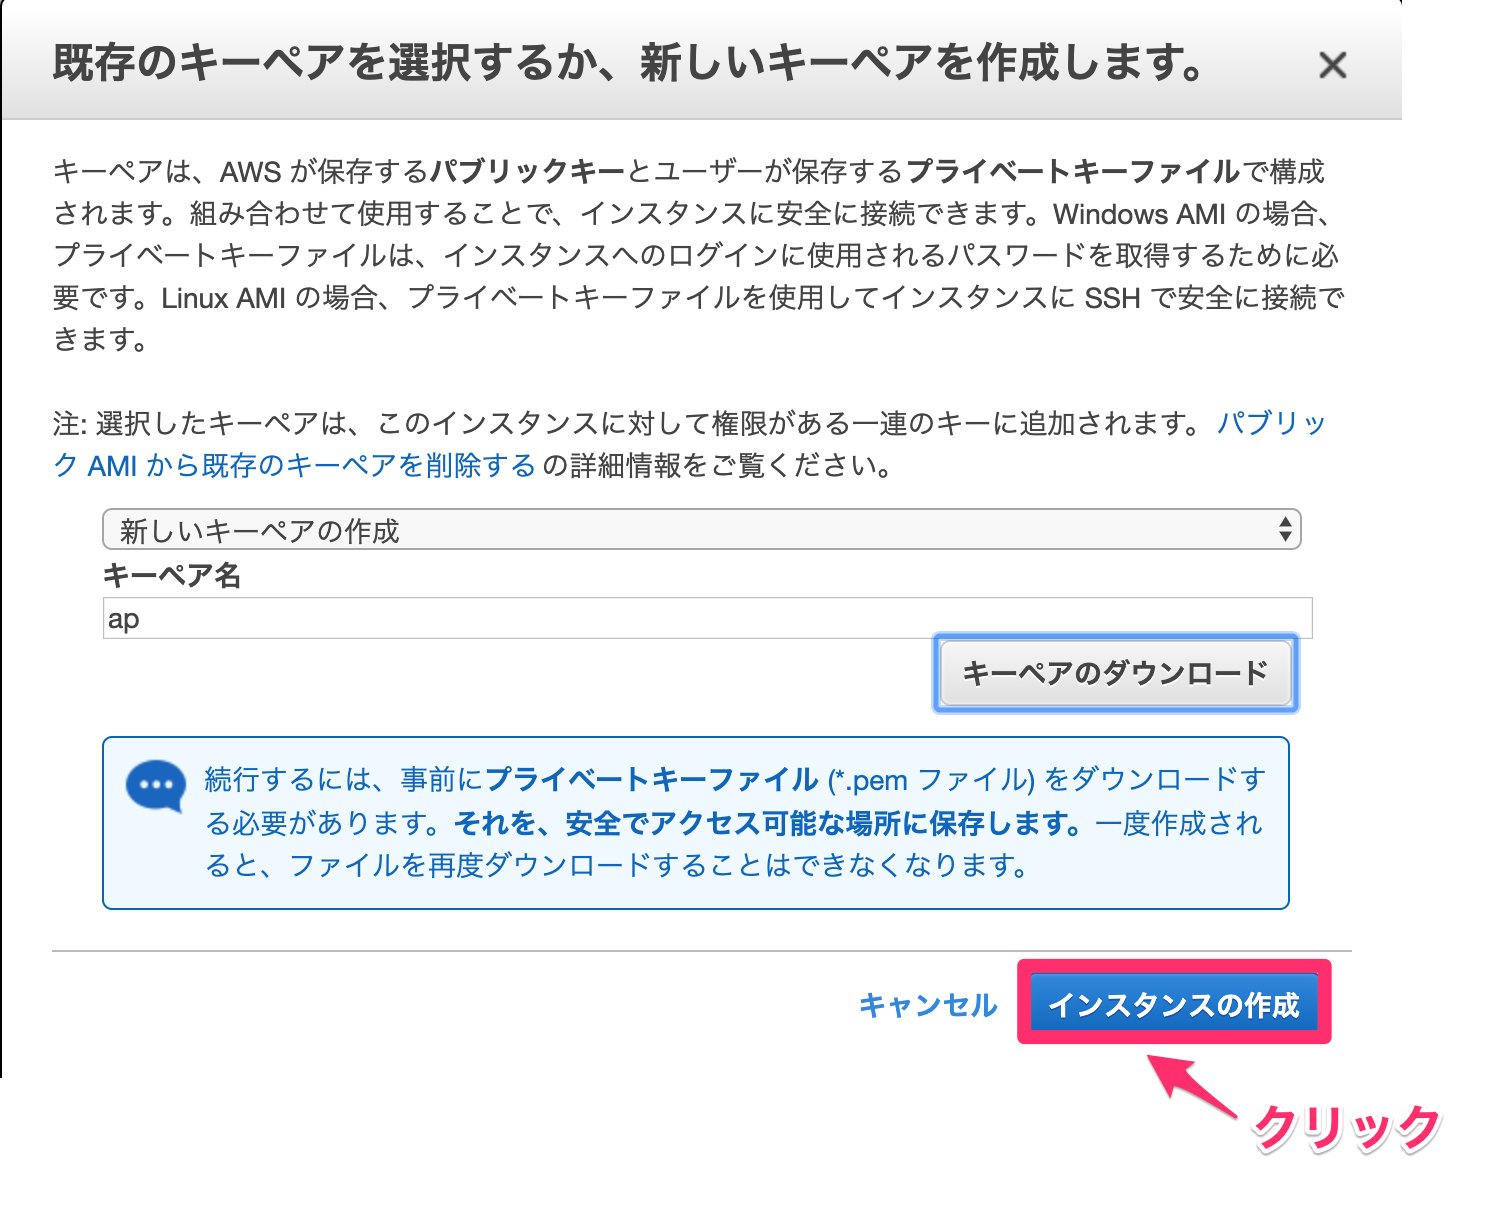 既存のキーペアを選択するか、新しいキーペアを作成します。
キーペアは、AWS が保存するパブリックキーとユーザーが保存するプライベートキーファイルで構成
されます。組み合わせて使用することで、インスタンスに安全に接続できます。Windows AMI の場合、
プライベートキーファイルは、インスタンスへのログインに使用されるパスワードを取得するために必
要です。Linux AMI の場合、プライベートキーファイルを使用してインスタンスに SSH で安全に接続で
きます。
注: 選択したキーペアは、このインスタンスに対して権限がある一連のキーに追加されます。 パブリッ
ク AMI から既存のキーペアを削除する の詳細情報をご覧ください。
新しいキーペアの作成
キーペア名
ap
キーペアのダウンロード
続行するには、事前にプライベートキーファイル (*.pem ファイル) をダウンロードす
る必要があります。それを、安全でアクセス可能な場所に保存します。一度作成され
ると、ファイルを再度ダウンロードすることはできなくなります。
キャンセル
インスタンスの作成
クリック